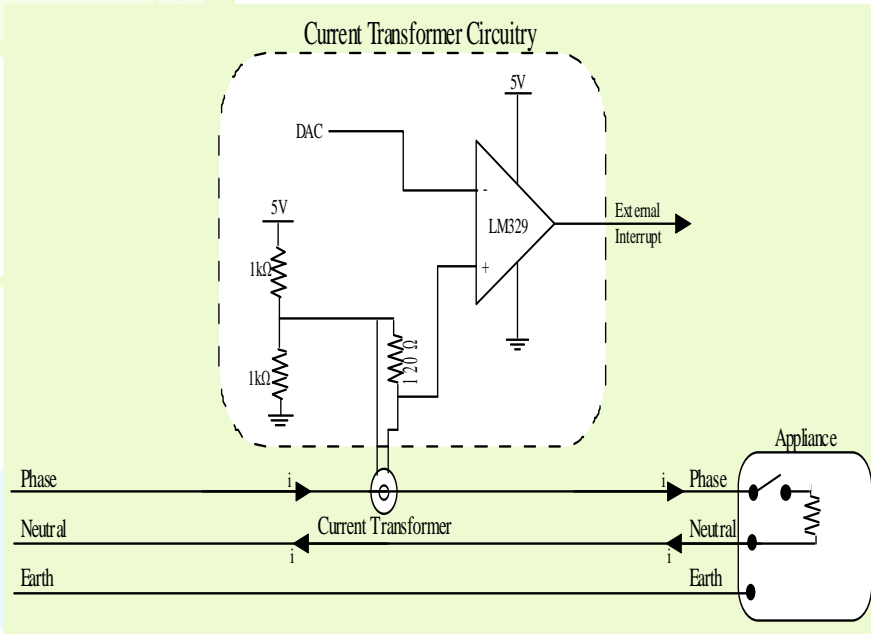 Current Transformer Circuitry
5V
DAC
-
5V
LM329
External
Interrupt
1kΩ
+
120 Ω
1kΩ
Appliance
Phase
i
i
Phase
Neutral
Current Transformer
Neutral
i
i
Earth
Earth